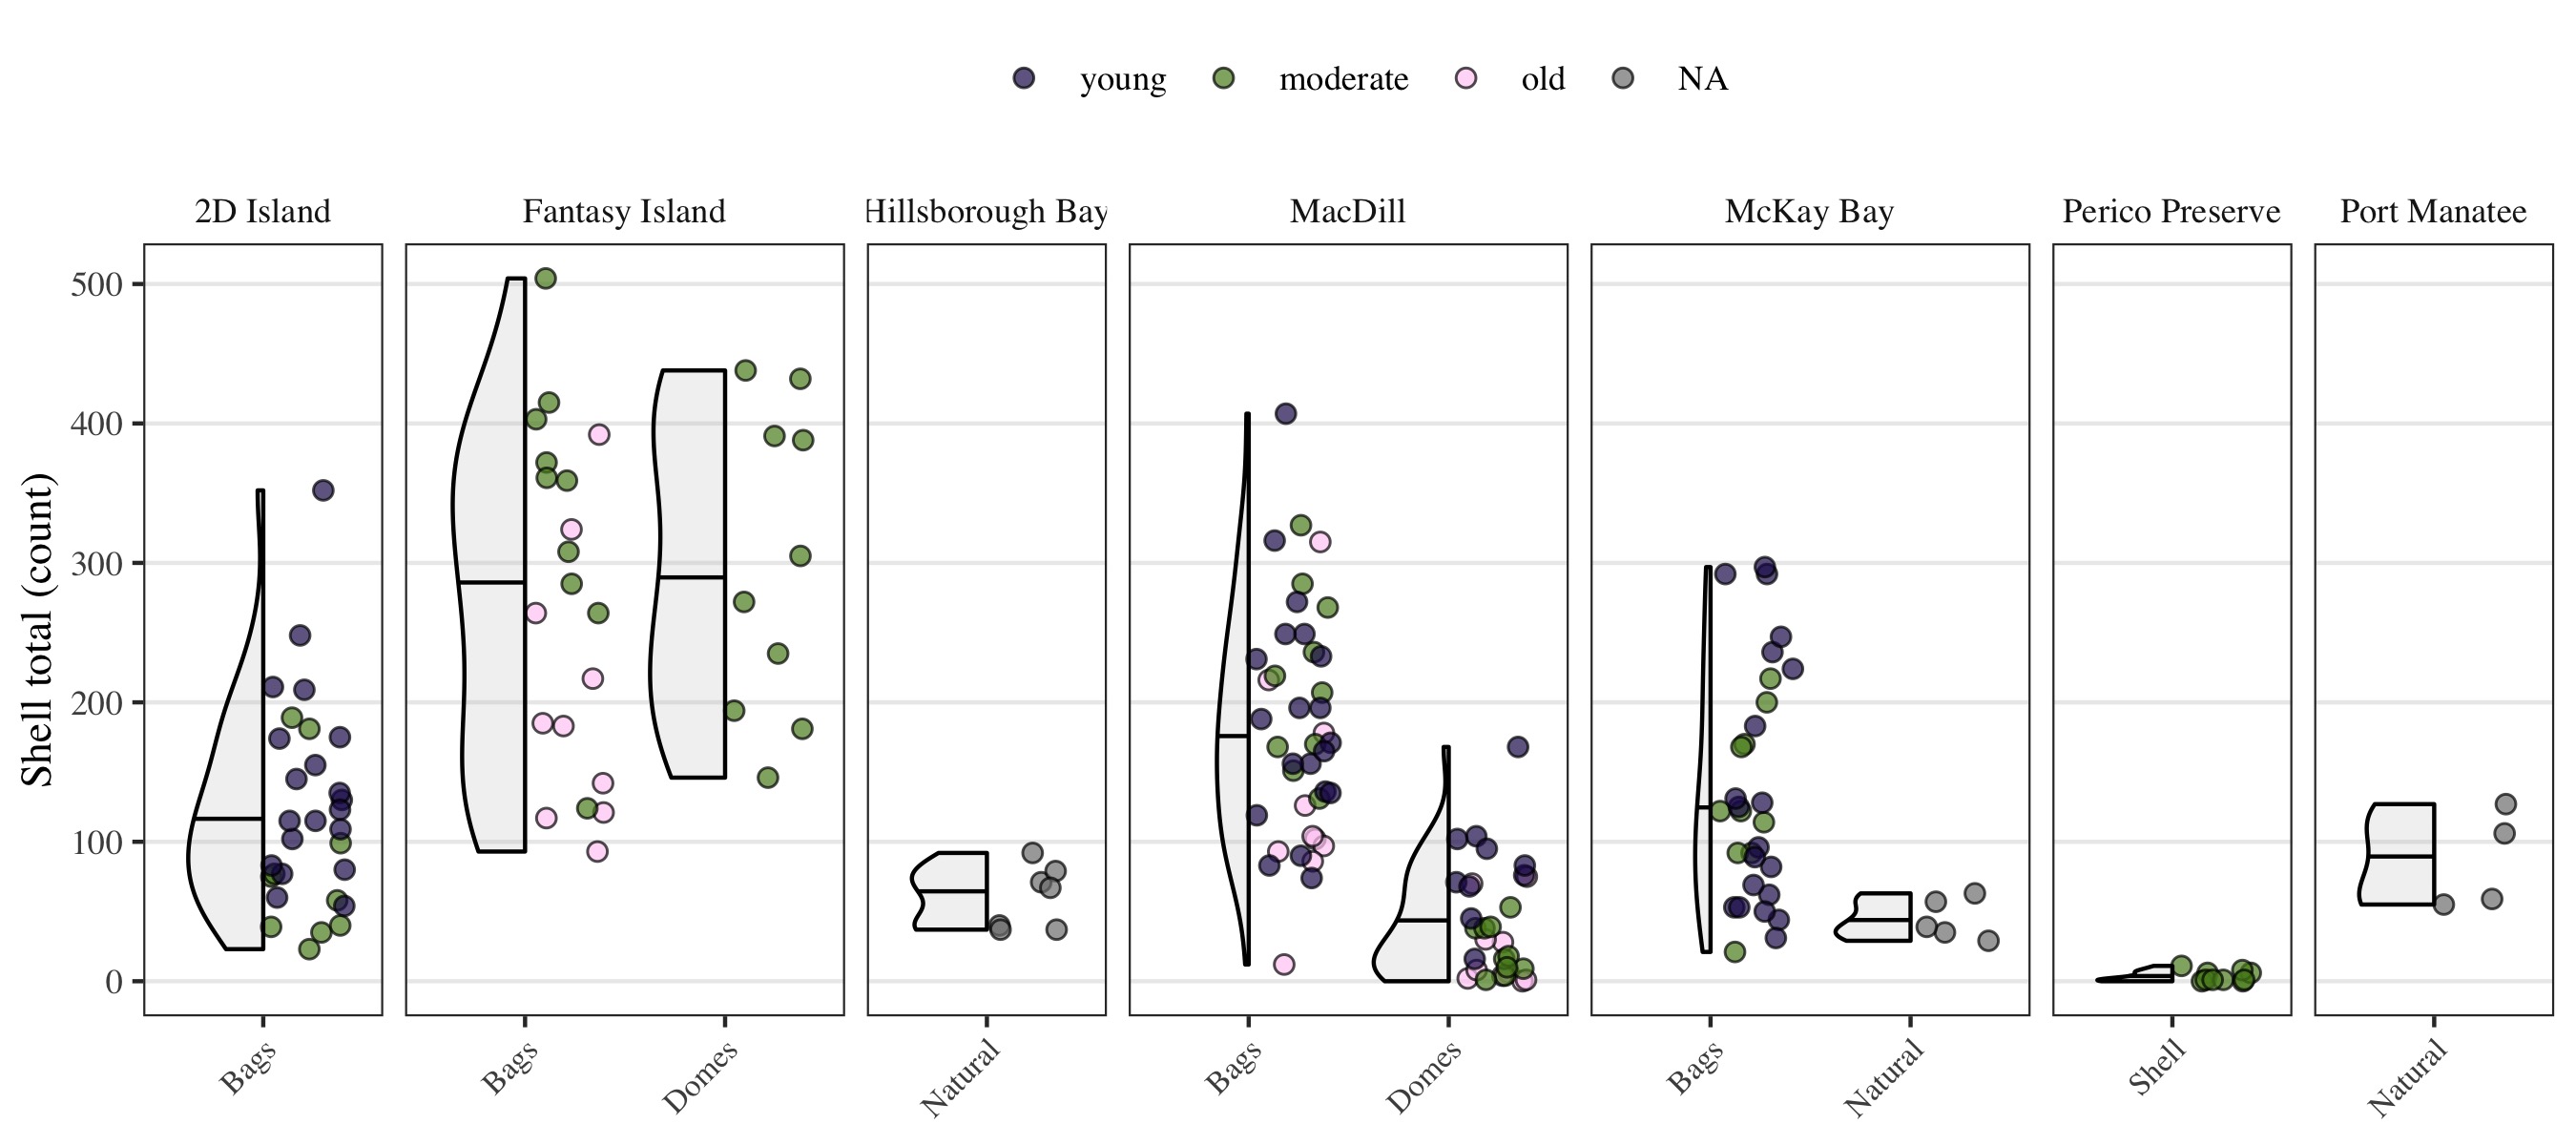 young moderate old NA
2D Island Fantasy Island Hillsborough Bay MacDill McKay Bay Perico Preserve Port Manatee
Shell total (count)
500
400
300
200
100
0
Bags Bags Domes Natural Bags Domes Bags Natural Shell Natural